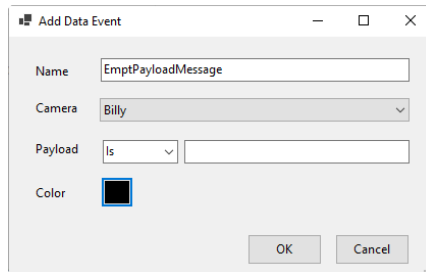 Add Data Event
Name EmptPayloadMessage
Camera Billy
Payload Is
Color
OK Cancel